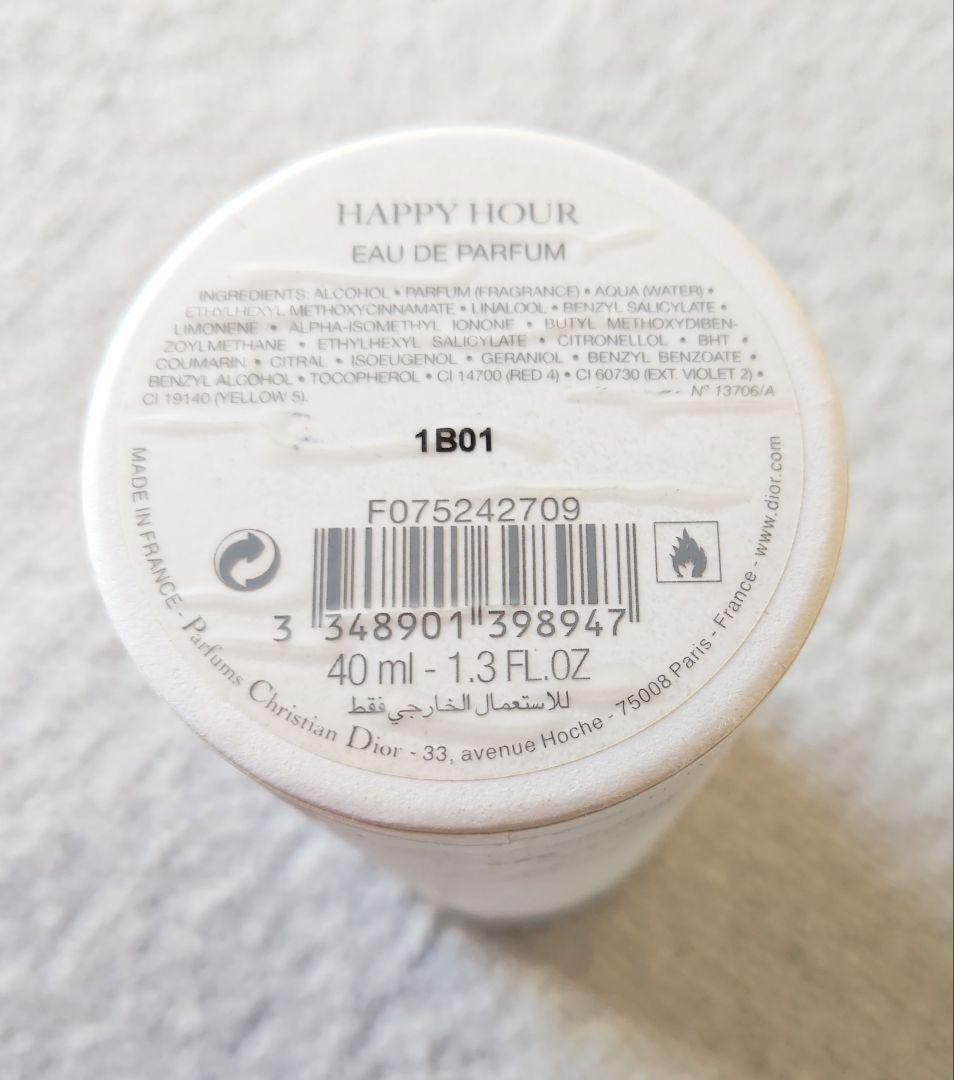 HAPPY HOUR
EAU DE PARFUM
INGREDIENTS: ALCOHOL • PARFUM (FRAGRANCE) • AQUA (WATER) •
ETHYLHEXYL METHOXYCINNAMATE • LINALOOL • BENZYL SALICYLATE •
LIMONENE • ALPHA-ISOMETHYL IONONE • BUTYL METHOXYDIBEN-
ZOYLMETHANE • ETHYLHEXYL SALICYLATE • CITRONELLOL • BHT •
COUMARIN • CITRAL • ISOEUGENOL • GERANIOL • BENZYL BENZOATE •
BENZYL ALCOHOL • TOCOPHEROL • CI 14700 (RED 4) • CI 60730 (EXT. VIOLET 2) •
CI 19140 (YELLOW 5). N° 13706/A
1B01
F075242709
3 348901 398947
40 ml - 1.3 FL.OZ
للاستعمال الخارجي فقط
MADE IN FRANCE - Parfums Christian Dior - 33, avenue Hoche - 75008 Paris - France - www.dior.com